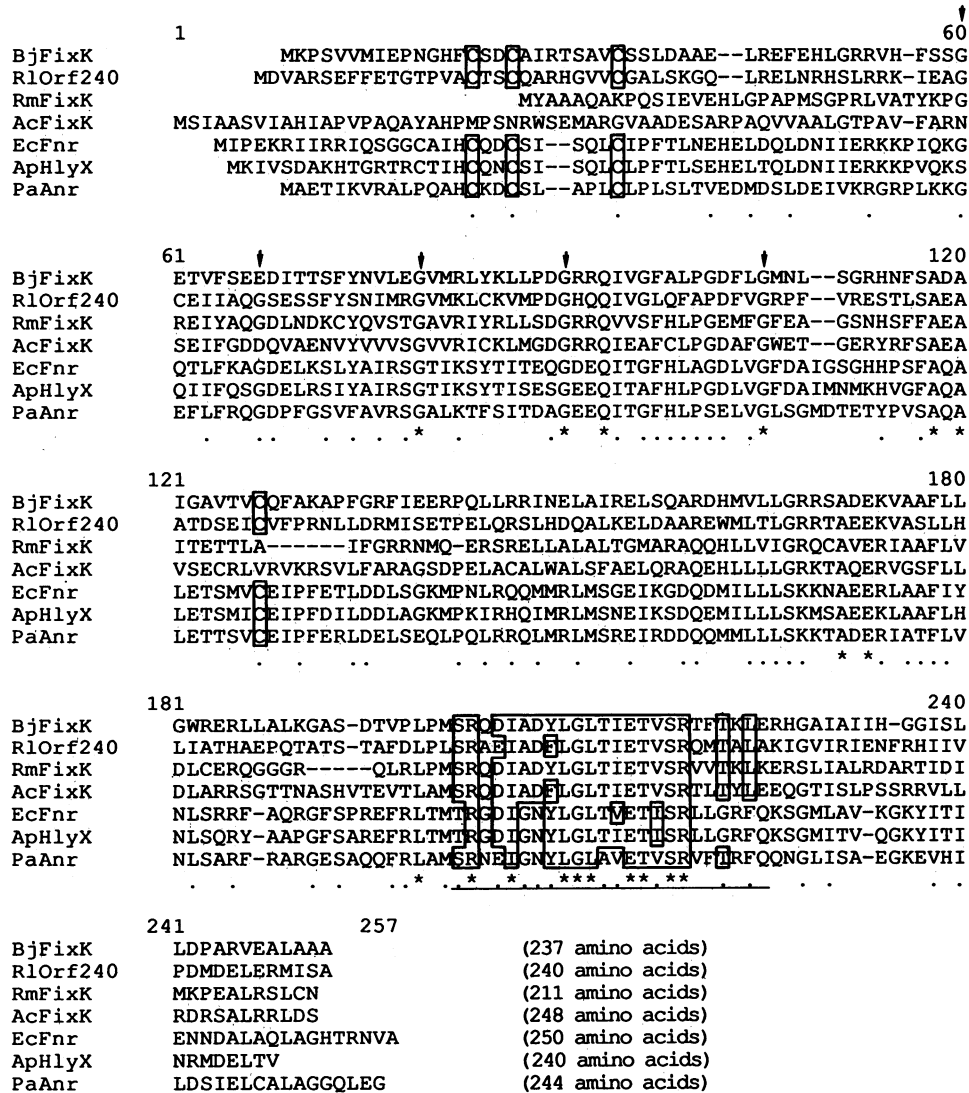 1 60
BjFixK MKPSVVMIEPNGHFCSDCAIRTSAVCSSLDAAE--LREFEHLGRRVH-FSSG
RlOrf240 MDVARSEFFETGTPVACTSCQARHGVVCGALSKGQ--LRELNRHSLRRK-IEAG
RmFixK MYAAAQAKPQSIEVEHLGPAPMSGPRLVATYKPG
AcFixK MSIAASVIAHIAPVPAQAYAHPMPSNRWSEMARGVAADESARPAQVVAALGTPAV-FARN
EcFnr MIPEKRIIRRIQSGGCAIHCQDCSI--SQLCIPFTLNEHELDQLDNIIERKKPIQKG
ApHlyX MKIVSDAKHTGRTRCTIHCQNCSI--SQLCLPFTLSEHELTQLDNIIERKKPVQKS
PaAnr MAETIKVRALPQAHCKDCSL--APLCLPLSLTVEDMDSLDEIVKRGRPLKKG
. . . . . . .
61 120
BjFixK ETVFSEEDITTSFYNVLEGVMRLYKLLPDGRRQIVGFALPGDFLGMNL--SGRHNFSADA
RlOrf240 CEIIAQGSESSSFYSNIMRGVMKLCKVMPDGHQQIVGLQFAPDFVGRPF--VRESTLSAEA
RmFixK REIYAQGDLNDKCYQVSTGAVRIYRLLSDGRRQVVSFHLPGEMFGFEA--GSNHSFFAEA
AcFixK SEIFGDDQVAENVYVVVSGVVRICKLMGDGRRQIEAFCLPGDAFGWET--GERYRFSAEA
EcFnr QTLFKAGDELKSLYAIRSGTIKSYTITEQGDEQITGFHLAGDLVGFDAIGSGHHPSFAQA
ApHlyX QIIFQSGDELRSIYAIRSGTIKSYTISESGEEQITAFHLPGDLVGFDAIMNMKHVGFAQA
PaAnr EFLFRQGDPFGSVFAVRSGALKTFSITDAGEEQITGFHLPSELVGLSGMDTETYPVSAQA
. .. . . .* . * . * . ...... . * . . * *
121 180
BjFixK IGAVTVCQFAKAPFGRFIEERPQLLRRINELAIRELSQARDHMVLLGRRSADEKVAAFLL
RlOrf240 ATDSEICVFPRNLLDRMISETPELQRSLHDQALKELDAAREWMLTLGRRTAEEKVASLLH
RmFixK ITETTLA------IFGRRNMQ-ERSRELLALALTGMARAQQHLLVIGRQCAVERIAAFLV
AcFixK VSECRLVRVKRSVLFARAGSDPELACALWALSFAELQRAQEHLLLLGRKTAQERVGSFLL
EcFnr LETSMVCEIPFETLDDLSGKMPNLRQQMMRLMSGEIKGDQDMILLLSKKNAEERLAAFIY
ApHlyX LETSMICEIPFDILDDLAGKMPKIRHQIMRLMSNEIKSDQEMILLLSKMSAEEKLAAFLH
PaAnr LETTSVCEIPFERLDELSEQLPQLRRQLMRLMSREIRDDQQMMLLLSKKTADERIATFLV
. . . . . . . . . . ..... * * . ....
181 240
BjFixK GWRERLLALKGAS-DTVPLPMSRQDIADYLGLTIETVSRTFTKLERHGAIAIIH-GGISL
RlOrf240 LIATHAEPQTATS-TAFDLPLSRAEIADFLGLTIETVSRQMTALAKIGVIRIENFRHIIV
RmFixK DLCERQGGGR-----QLRLPMSRQDIADYLGLTIETVSRVVTKLKERSLIALRDARTIDI
AcFixK DLARRSGTTNASHVTEVTLAMSRQDIADFLGLTIETVSRTLTYLEEQGTISLPSSRRVLL
EcFnr NLSRRF-AQRGFSPREFRLTMTRGDIGNYLGLTVETISRLLGRFQKSGMLAV-KGKYITI
ApHlyX NLSQRY-AAPGFSAREFRLTMTRGDIGNYLGLTIETISRLLGRFQKSGMITV-QGKYITI
PaAnr NLSARF-RARGESAQQFRLAMSRNEIGNYLGLAVETVSRVFTRFQQNGLISA-EGKEVHI
. . . . . * ..* . * . *** . ** . ** . . . . . . . .
241 257
BjFixK LDPARVEALAAA (237 amino acids)
RlOrf240 PDMDELERMISA (240 amino acids)
RmFixK MKPEALRSLCN (211 amino acids)
AcFixK RDRSALRRLDS (248 amino acids)
EcFnr ENNDALAQLAGHTRNVA (250 amino acids)
ApHlyX NRMDELTV (240 amino acids)
PaAnr LDSIELCALAGGQLEG (244 amino acids)